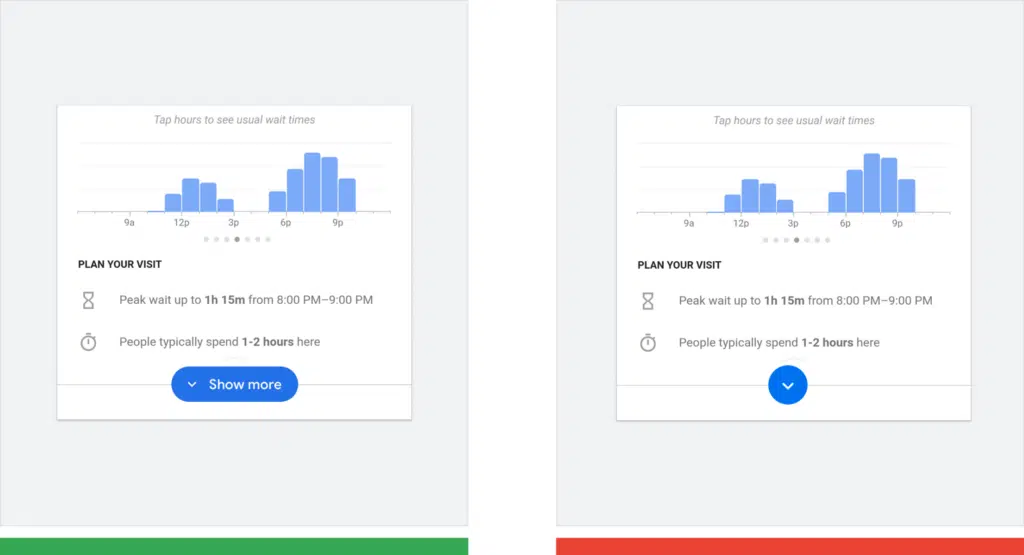 Tap hours to see usual wait times
9a 12p 3p 6p 9p
PLAN YOUR VISIT
Peak wait up to 1h 15m from 8:00 PM–9:00 PM
People typically spend 1-2 hours here
Show more
Tap hours to see usual wait times
9a 12p 3p 6p 9p
PLAN YOUR VISIT
Peak wait up to 1h 15m from 8:00 PM–9:00 PM
People typically spend 1-2 hours here